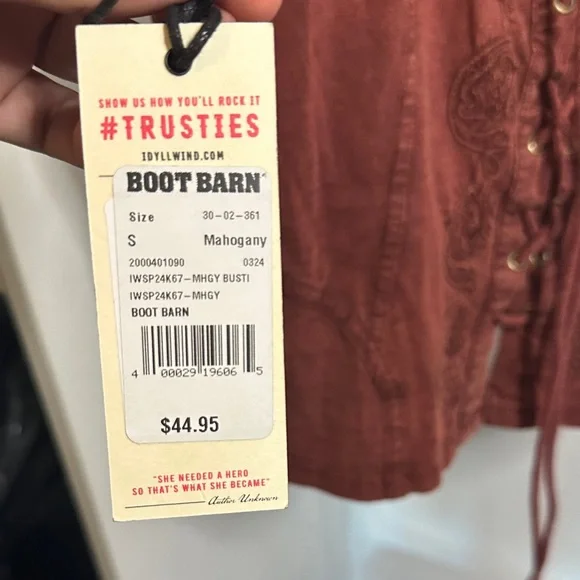 SHOW US HOW YOU'LL ROCK IT
#TRUSTIES
IDYLLWIND.COM
BOOT BARN
Size 30-02-361
S Mahogany
2000401090 0324
IWSP24K67-MHGY BUSTI
IWSP24K67-MHGY
BOOT BARN
4 00029 19606 5
$44.95
"SHE NEEDED A HERO
SO THAT'S WHAT SHE BECAME"
Author Unknown